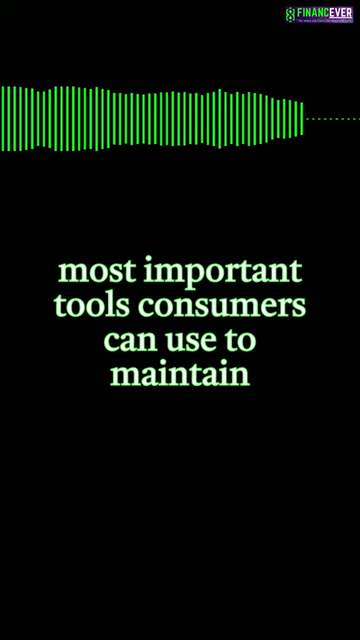 FINANCEVER
most important
tools consumers
can use to
maintain